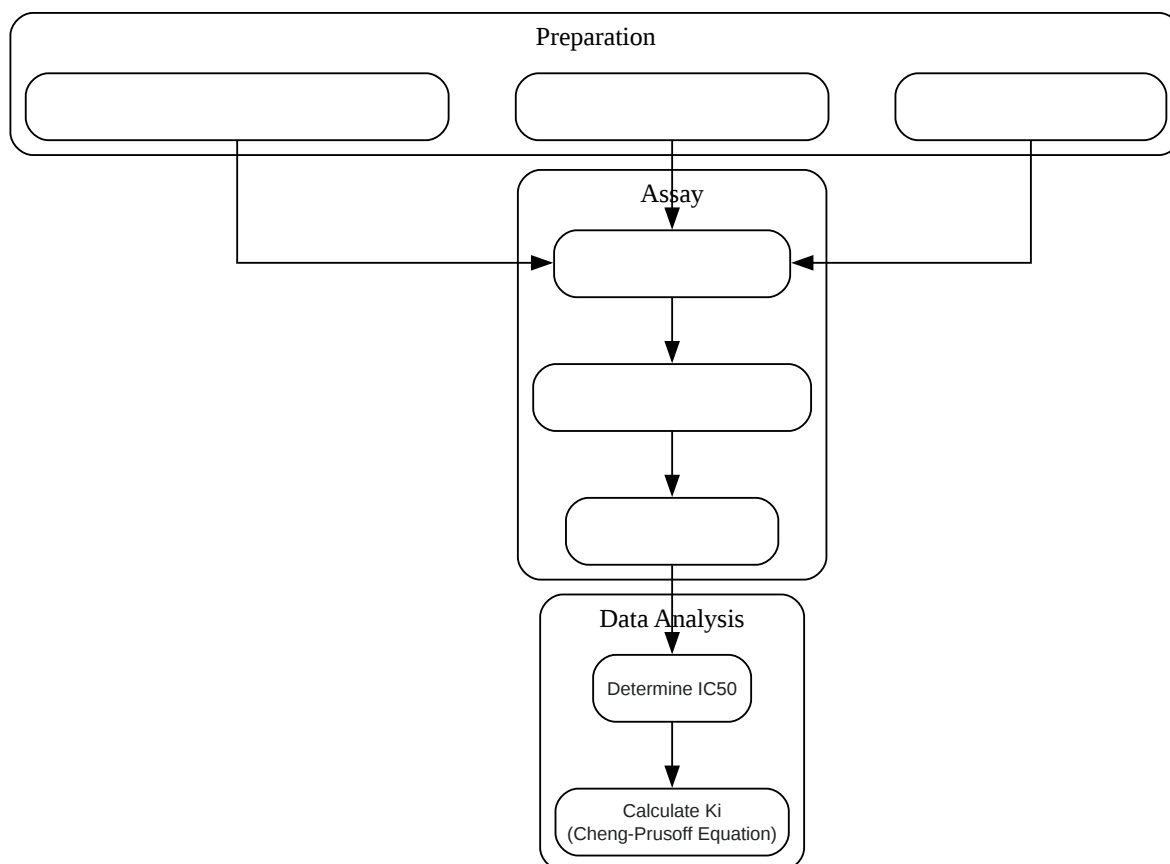 Preparation
Assay
Data Analysis
Determine IC50
Calculate Ki
(Cheng-Prusoff Equation)